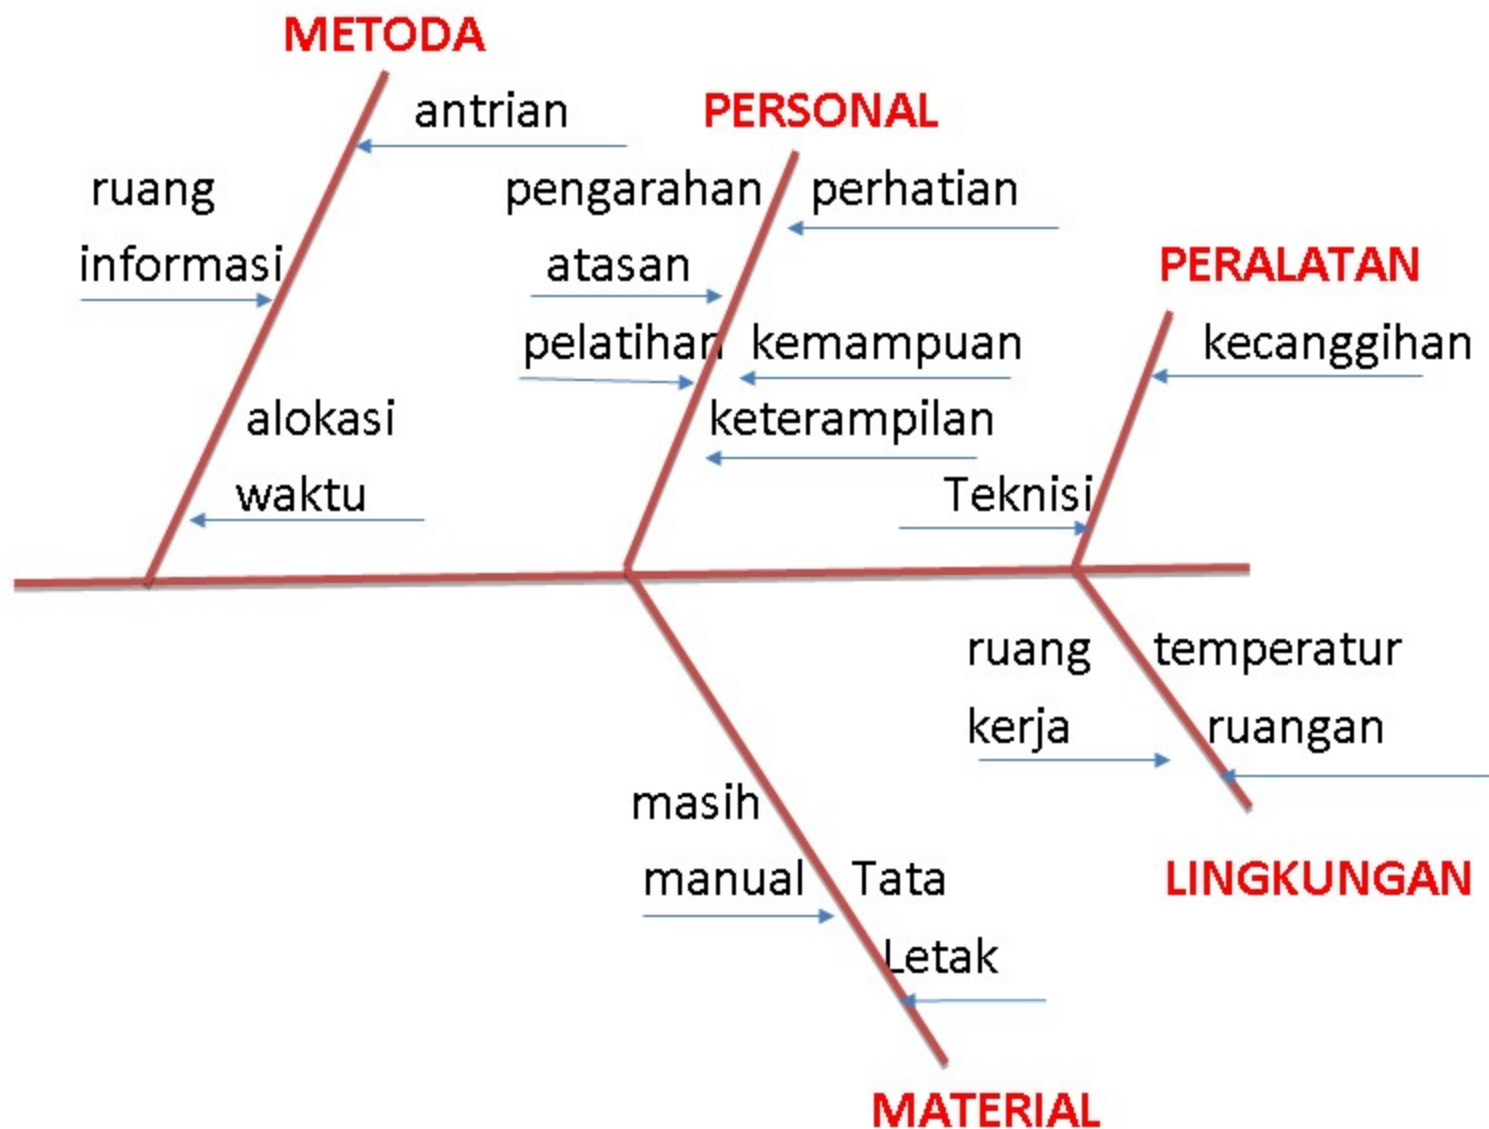 METODA
antrian
ruang
informasi
alokasi
waktu
PERSONAL
pengarahan
atasan
perhatian
pelatihan
kemampuan
keterampilan
PERALATAN
kecanggihan
Teknisi
ruang
kerja
temperatur
ruangan
LINGKUNGAN
masih
manual
Tata
Letak
MATERIAL